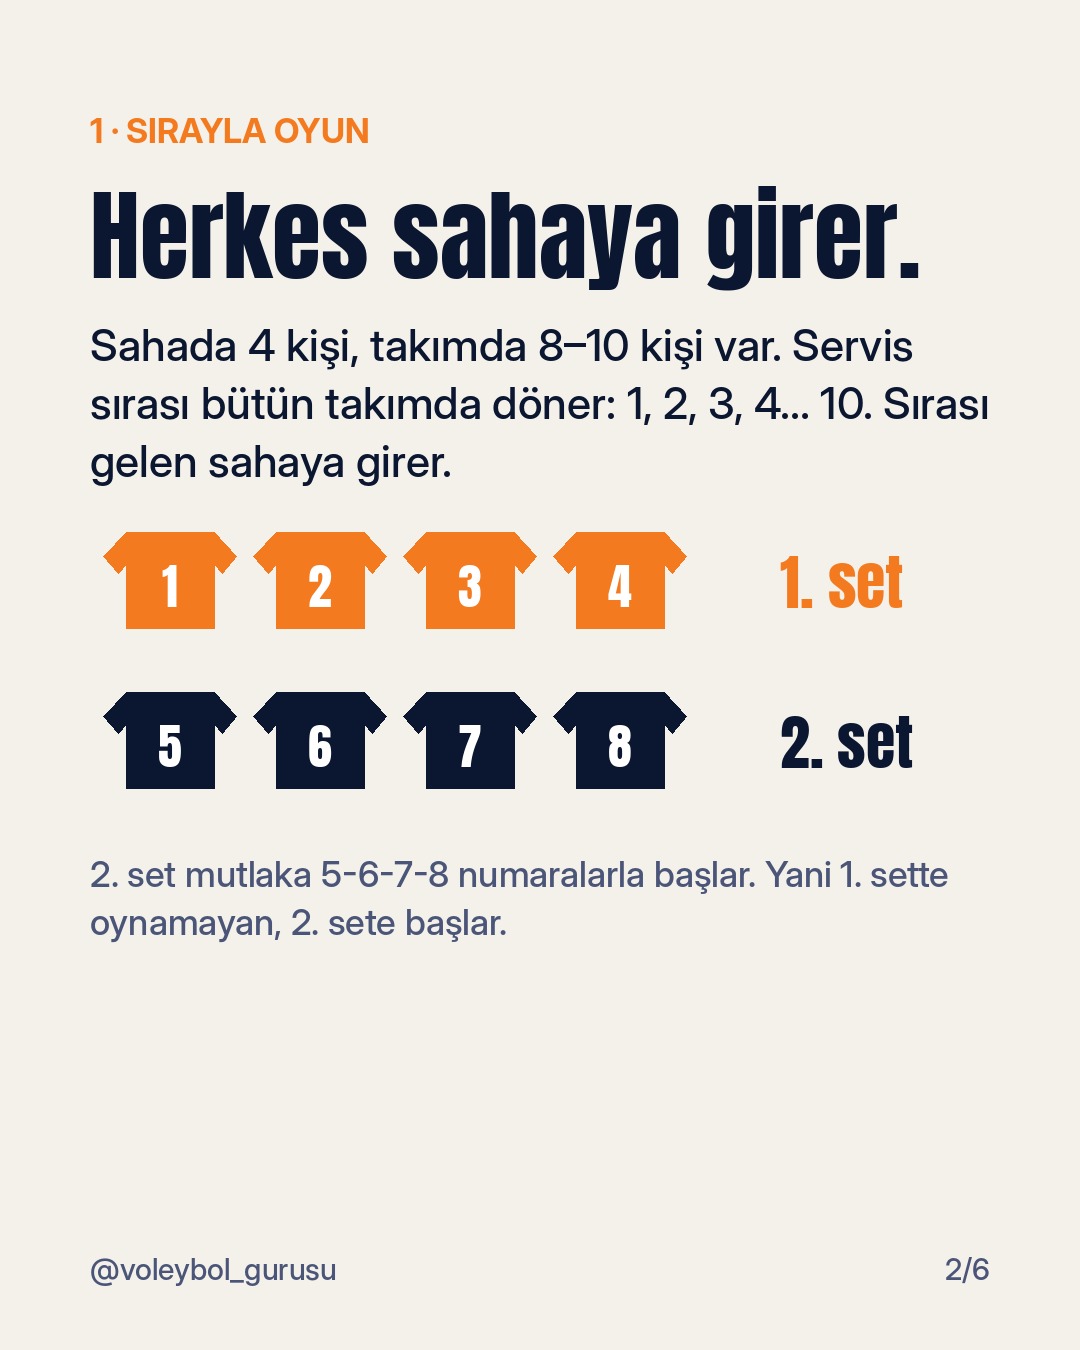 1 · SIRAYLA OYUN
Herkes sahaya girer.
Sahada 4 kişi, takımda 8–10 kişi var. Servis
sırası bütün takımda döner: 1, 2, 3, 4… 10. Sırası
gelen sahaya girer.
1 2 3 4 1. set
5 6 7 8 2. set
2. set mutlaka 5-6-7-8 numaralarla başlar. Yani 1. sette
oynamayan, 2. sete başlar.
@voleybol_gurusu 2/6